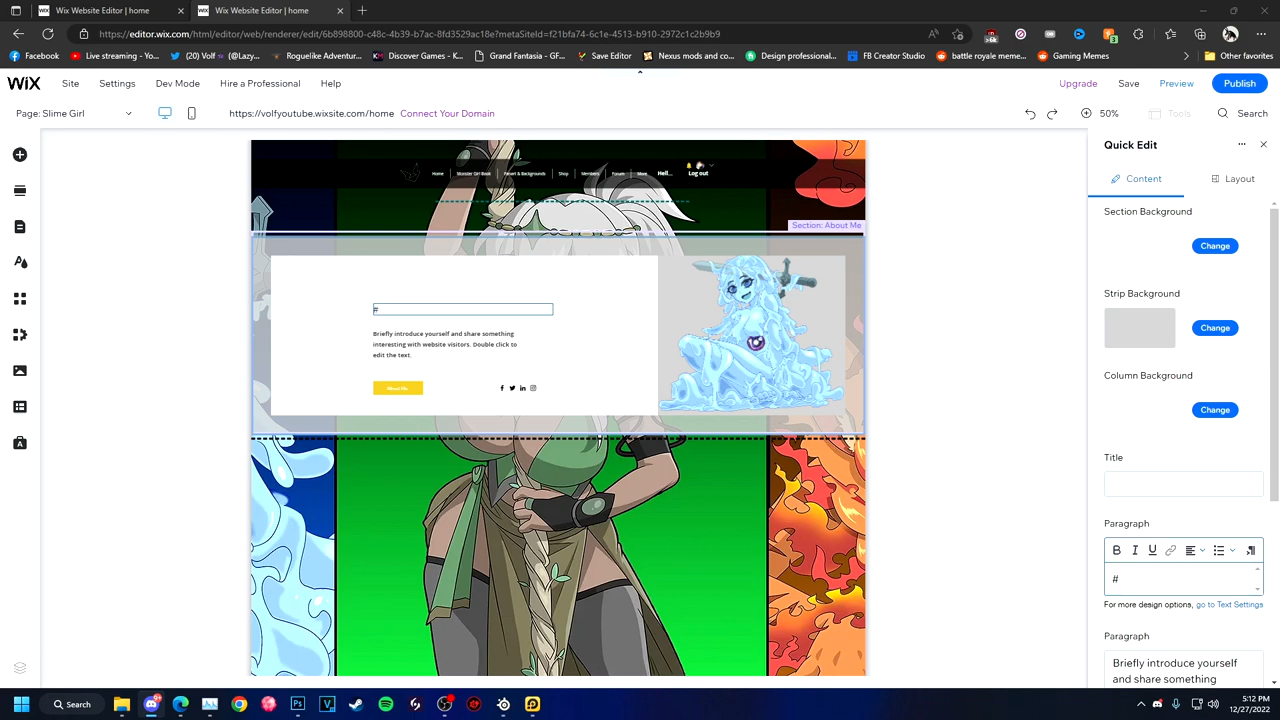 Wix Website Editor | home
Wix Website Editor | home
https://editor.wix.com/html/editor/web/renderer/edit/6b898800-c48c-4b39-b7ac-8fd3529ac18e?metaSiteId=f21bfa74-6c1e-4513-b910-2972c1c2b9b9
Facebook
Live streaming - Yo...
(20) Volf (@Lazy...
Roguelike Adventur...
Discover Games - K...
Grand Fantasia - GF...
Save Editor
Nexus mods and co...
Design professional...
FB Creator Studio
battle royale meme...
Gaming Memes
Other favorites
WiX
Site
Settings
Dev Mode
Hire a Professional
Help
Upgrade
Save
Preview
Publish
Page: Slime Girl
https://volfyoutube.wixsite.com/home
Connect Your Domain
50%
Tools
Search
Home
Monster Girl Book
Fanart & Backgrounds
Shop
Members
Forum
More
Hell...
Log out
Section: About Me
#
Briefly introduce yourself and share something
interesting with website visitors. Double click to
edit the text.
About Me
Quick Edit
Content
Layout
Section Background
Change
Strip Background
Change
Column Background
Change
Title
Paragraph
B I U
#
For more design options, go to Text Settings
Paragraph
Briefly introduce yourself
and share something
Search
5:12 PM
12/27/2022